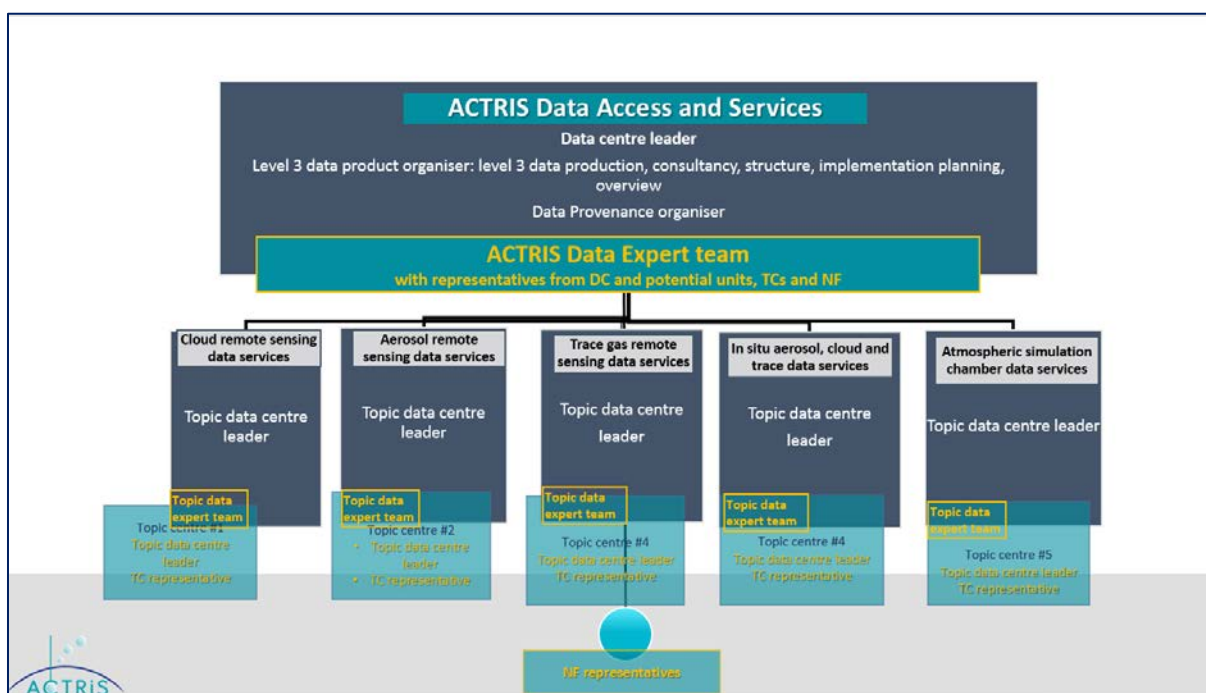 ACTRIS Data Access and Services
Data centre leader
Level 3 data product organiser: level 3 data production, consultancy, structure, implementation planning,
overview
Data Provenance organiser
ACTRIS Data Expert team
with representatives from DC and potential units, TCs and NF
Cloud remote sensing
data services
Topic data centre
leader
Topic data
expert team
Topic centre #1
Topic data centre
leader
TC representative
Aerosol remote
sensing data services
Topic data centre
leader
Topic data
expert team
Topic centre #2
• Topic data centre
leader
• TC representative
Trace gas remote
sensing data services
Topic data centre
leader
Topic data
expert team
Topic centre #4
Topic data centre leader
TC representative
In situ aerosol, cloud and
trace data services
Topic data centre
leader
Topic data
expert team
Topic centre #4
Topic data centre leader
TC representative
Atmospheric simulation
chamber data services
Topic data centre leader
Topic data
expert team
Topic centre #5
Topic data centre leader
TC representative
NF representatives
ACTRiS